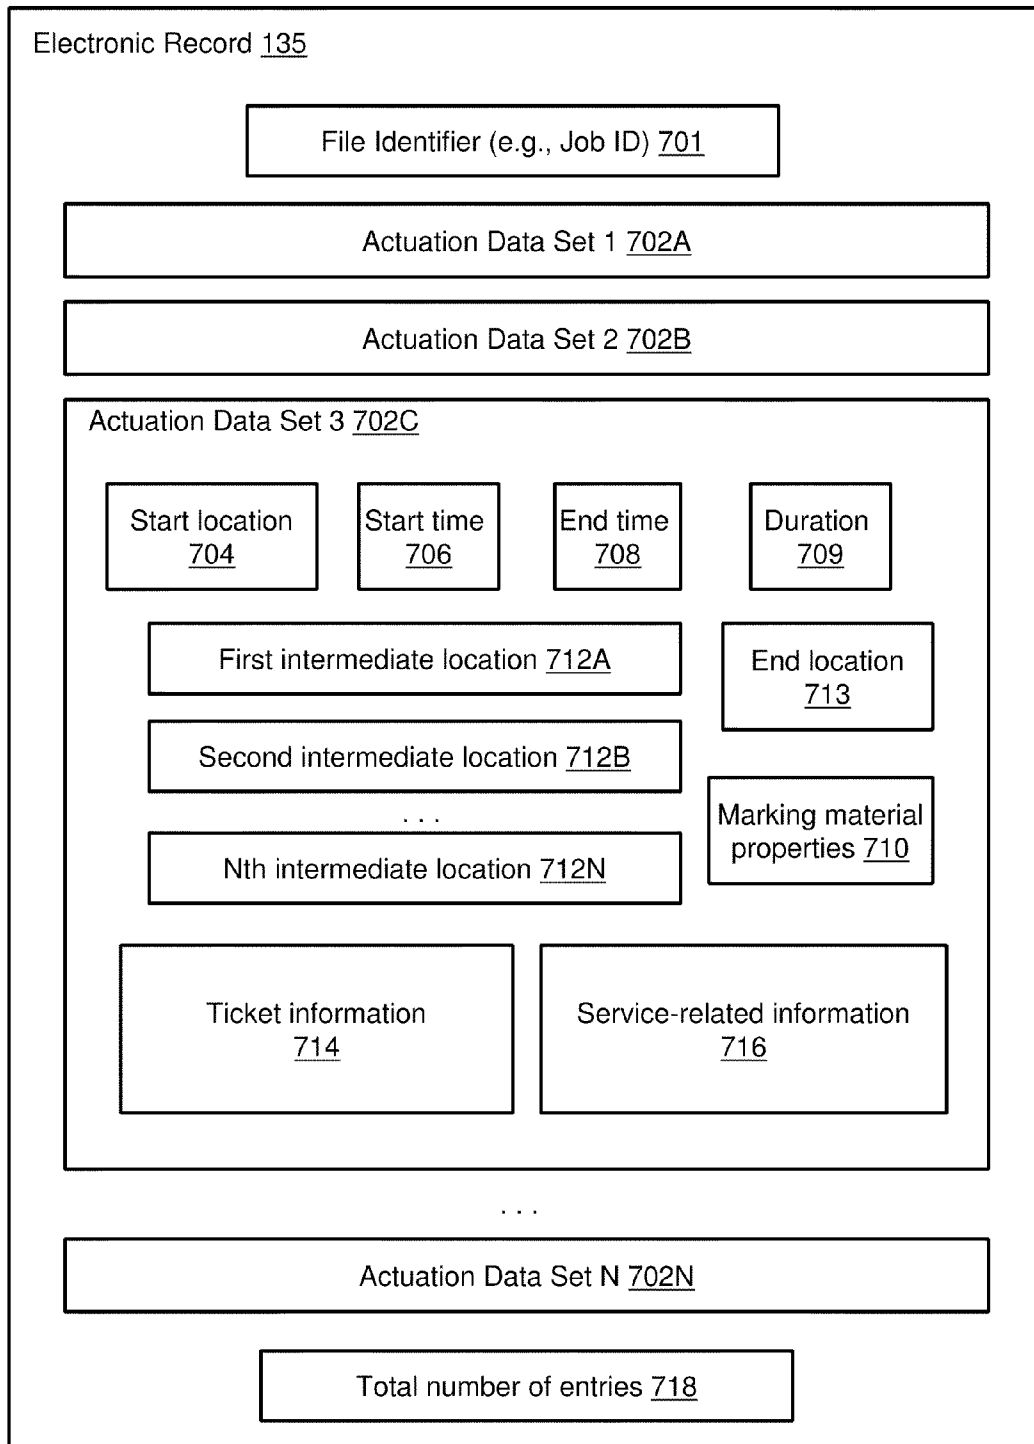 Electronic Record 135
File Identifier (e.g., Job ID) 701
Actuation Data Set 1 702A
Actuation Data Set 2 702B
Actuation Data Set 3 702C
Start location
704
Start time
706
End time
708
Duration
709
First intermediate location 712A
End location
713
Second intermediate location 712B
. . .
Marking material
properties 710
Nth intermediate location 712N
Ticket information
714
Service-related information
716
. . .
Actuation Data Set N 702N
Total number of entries 718